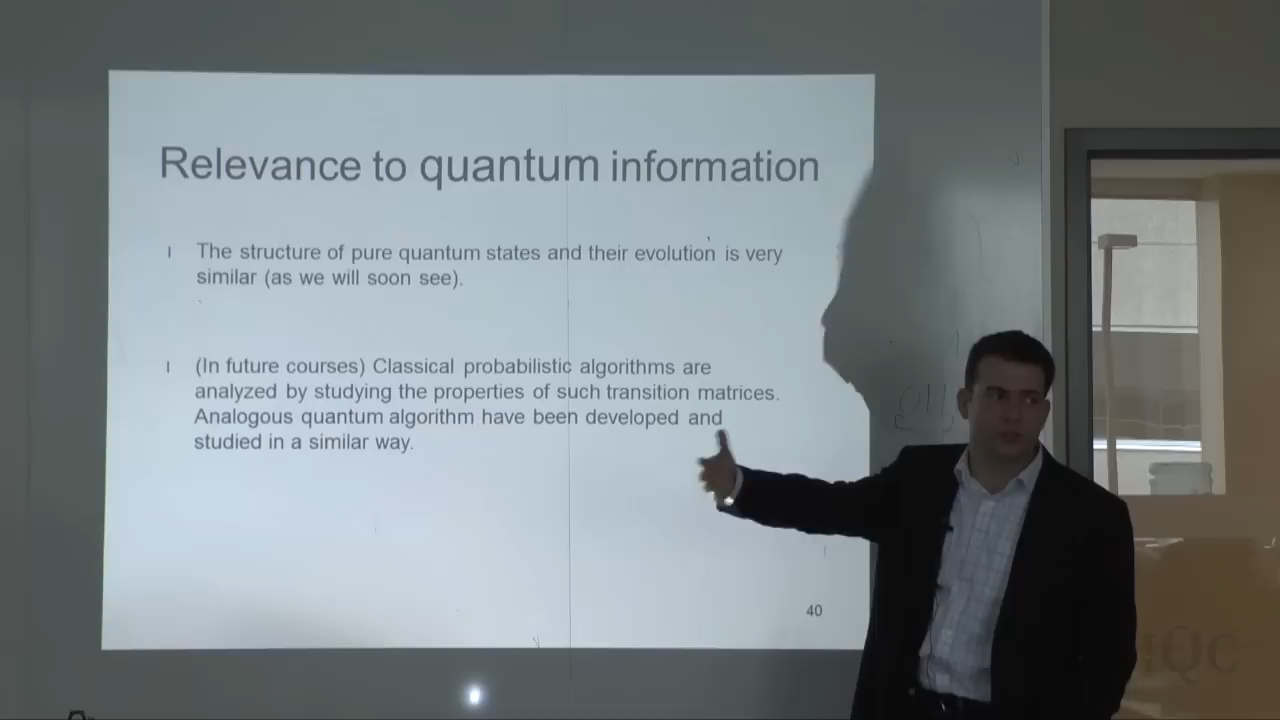 Relevance to quantum information
The structure of pure quantum states and their evolution is very
similar (as we will soon see).
(In future courses) Classical probabilistic algorithms are
analyzed by studying the properties of such transition matrices.
Analogous quantum algorithm have been developed and
studied in a similar way.
40